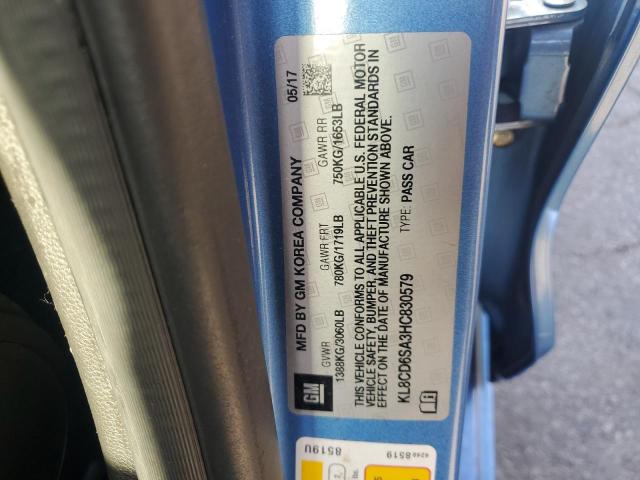 MFD BY GM KOREA COMPANY 05/17
GVWR GAWR FRT GAWR RR
1388KG/3060LB 780KG/1719LB 750KG/1653LB
THIS VEHICLE CONFORMS TO ALL APPLICABLE U.S. FEDERAL MOTOR
VEHICLE SAFETY, BUMPER, AND THEFT PREVENTION STANDARDS IN
EFFECT ON THE DATE OF MANUFACTURE SHOWN ABOVE.
KL8CD6SA3HC830579 TYPE: PASS CAR
GM
8519U
8519